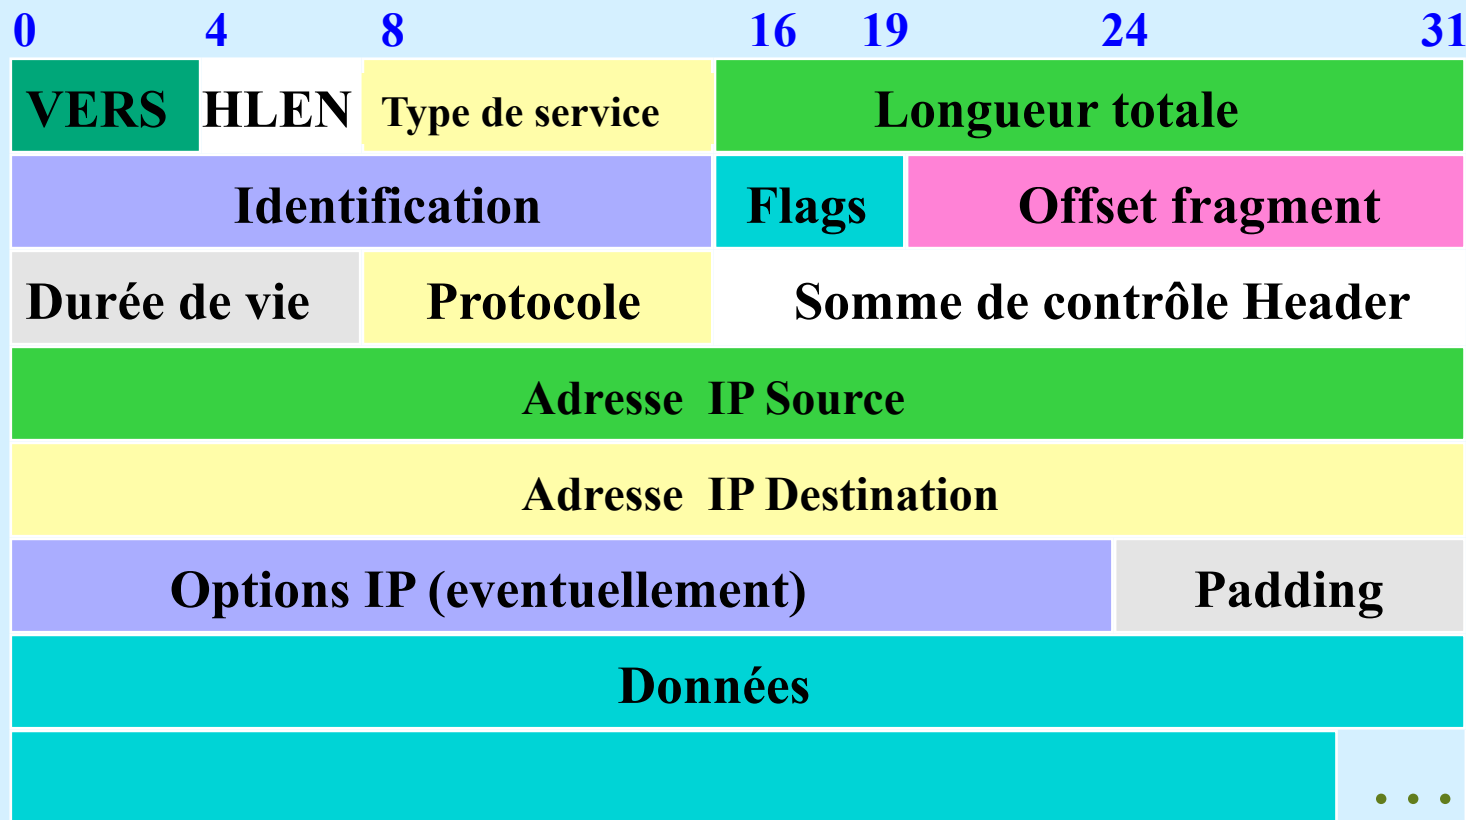 0 4 8 16 19 24 31
VERS HLEN Type de service Longueur totale
Identification Flags Offset fragment
Durée de vie Protocole Somme de contrôle Header
Adresse IP Source
Adresse IP Destination
Options IP (eventuellement) Padding
Données
...